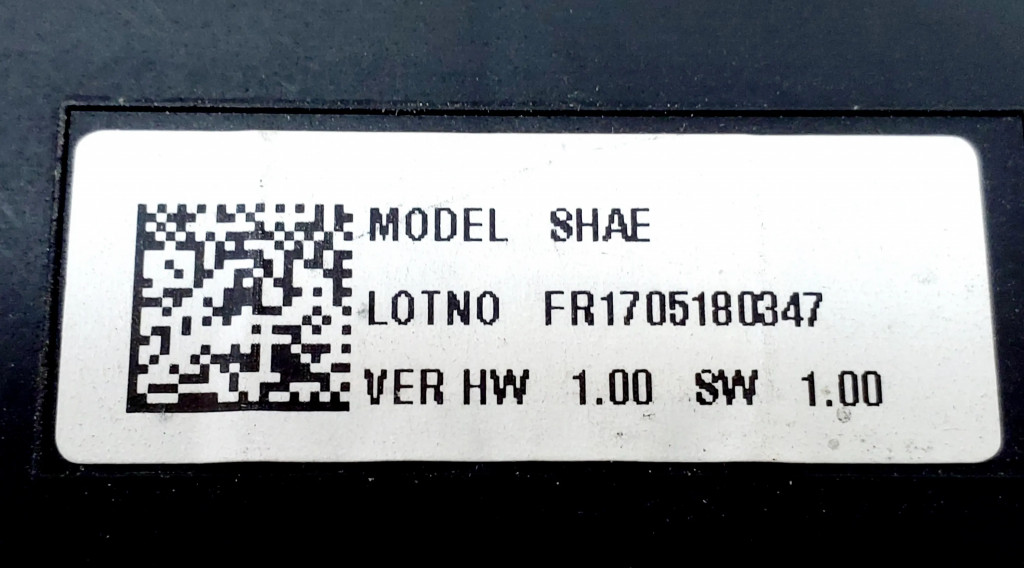 MODEL SHAE
LOTNO FR1705180347
VER HW 1.00 SW 1.00